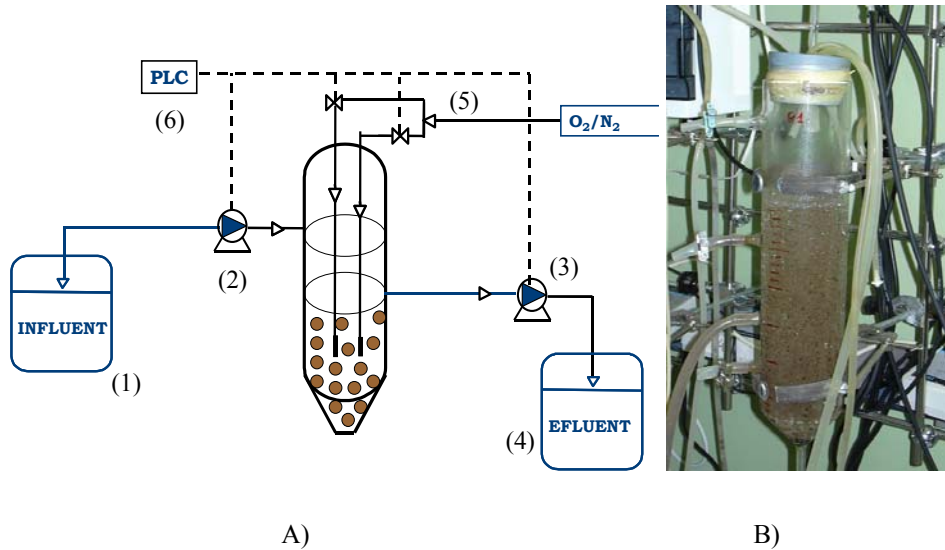 PLC
(6)
(5)
O₂/N₂
(2)
(3)
INFLUENT
(1)
(4)
EFLUENT
A)
B)